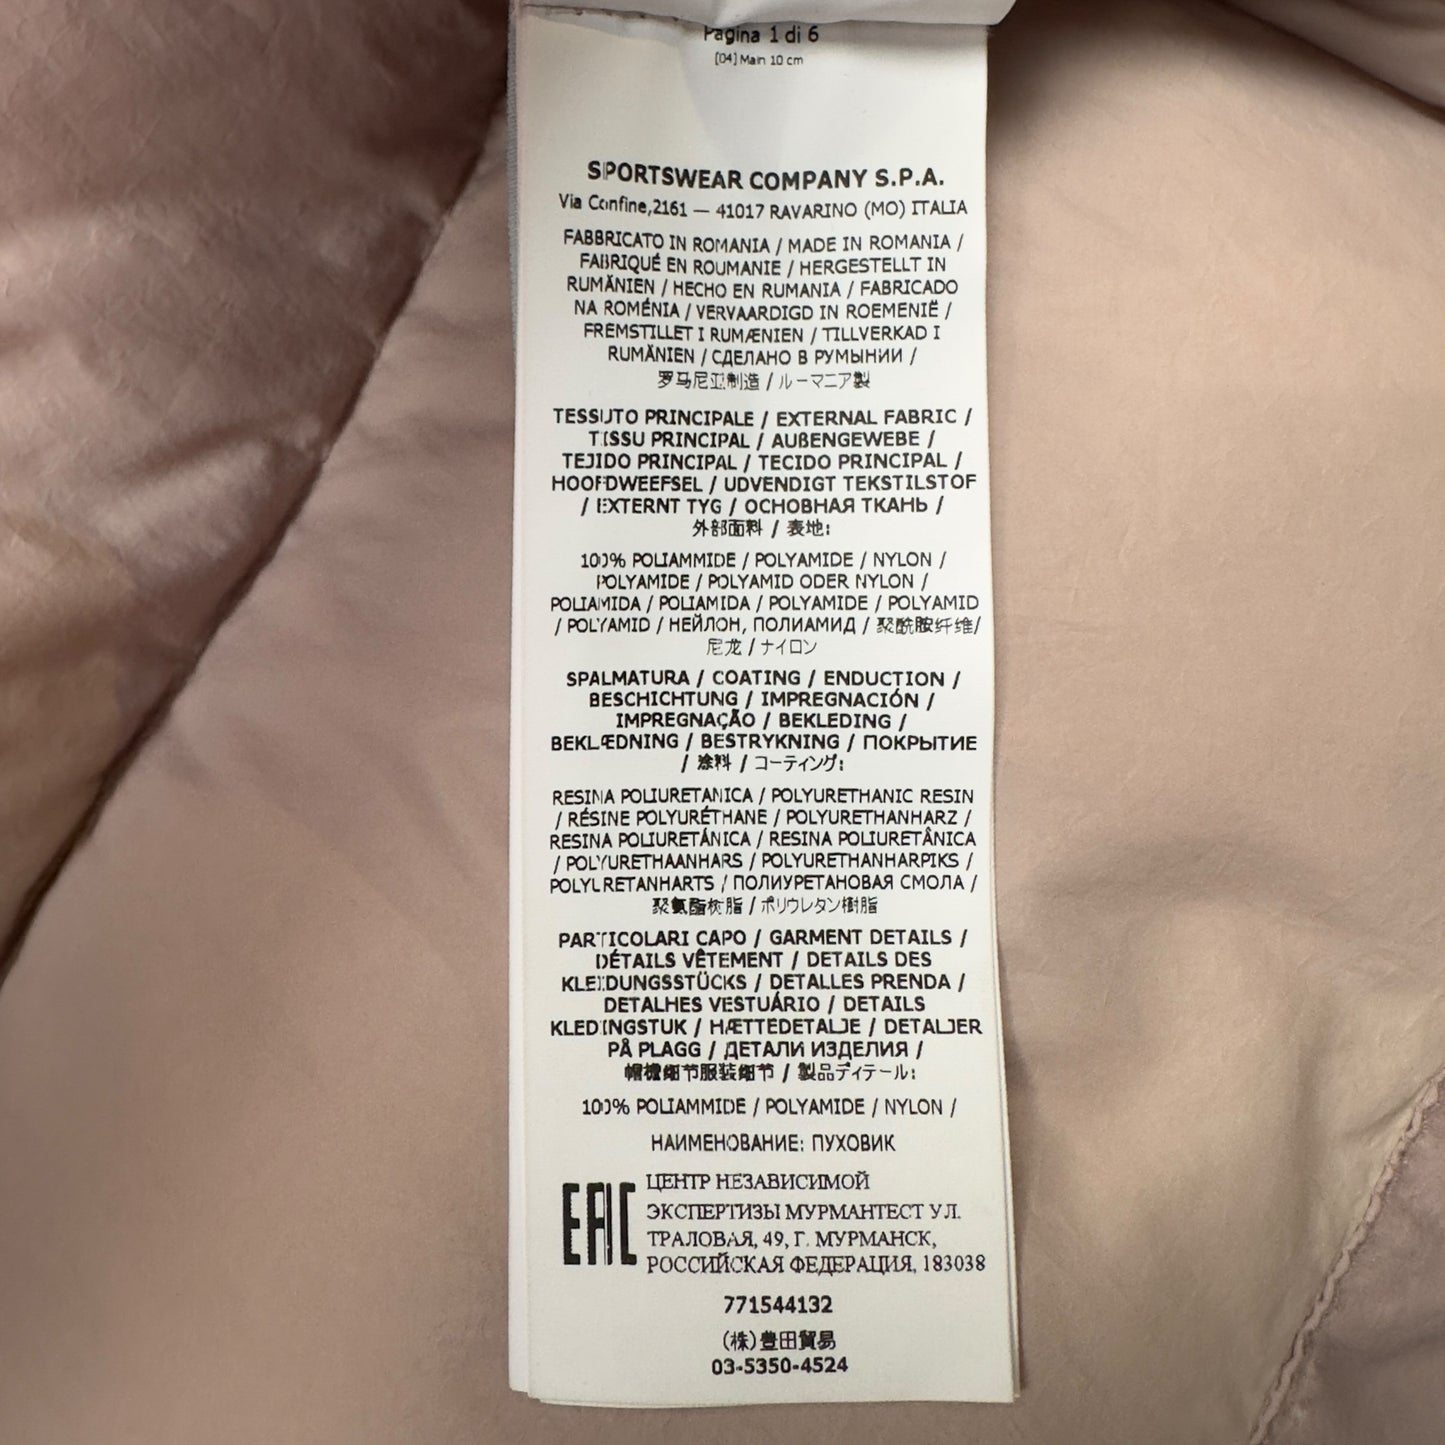 Pagina 1 di 6
[04] Main 10 cm
SPORTSWEAR COMPANY S.P.A.
Via Confine,2161 — 41017 RAVARINO (MO) ITALIA
FABBRICATO IN ROMANIA / MADE IN ROMANIA /
FABRIQUÉ EN ROUMANIE / HERGESTELLT IN
RUMÄNIEN / HECHO EN RUMANIA / FABRICADO
NA ROMÉNIA / VERVAARDIGD IN ROEMENIË /
FREMSTILLET I RUMÆNIEN / TILLVERKAD I
RUMÄNIEN / СДЕЛАНО В РУМЫНИИ /
罗马尼亚制造 / ルーマニア製
TESSUTO PRINCIPALE / EXTERNAL FABRIC /
TISSU PRINCIPAL / AUßENGEWEBE /
TEJIDO PRINCIPAL / TECIDO PRINCIPAL /
HOOFDWEEFSEL / UDVENDIGT TEKSTILSTOF
/ EXTERNT TYG / ОСНОВНАЯ ТКАНЬ /
外部面料 / 表地:
100% POLIAMMIDE / POLYAMIDE / NYLON /
POLYAMIDE / POLYAMID ODER NYLON /
POLIAMIDA / POLIAMIDA / POLYAMIDE / POLYAMID
/ POLYAMID / НЕЙЛОН, ПОЛИАМИД / 聚酰胺纤维/
尼龙 / ナイロン
SPALMATURA / COATING / ENDUCTION /
BESCHICHTUNG / IMPREGNACIÓN /
IMPREGNAÇÃO / BEKLEDING /
BEKLÆDNING / BESTRYKNING / ПОКРЫТИЕ
/ 涂料 / コーティング:
RESINA POLIURETANICA / POLYURETHANIC RESIN
/ RÉSINE POLYURÉTHANE / POLYURETHANHARZ /
RESINA POLIURETÁNICA / RESINA POLIURETÂNICA
/ POLYURETHAANHARS / POLYURETHANHARPIKS /
POLYURETANHARTS / ПОЛИУРЕТАНОВАЯ СМОЛА /
聚氨酯树脂 / ポリウレタン樹脂
PARTICOLARI CAPO / GARMENT DETAILS /
DÉTAILS VÊTEMENT / DETAILS DES
KLEIDUNGSSTÜCKS / DETALLES PRENDA /
DETALHES VESTUÁRIO / DETAILS
KLEDINGSTUK / HÆTTEDETALJE / DETALJER
PÅ PLAGG / ДЕТАЛИ ИЗДЕЛИЯ /
帽檐细节服装细节 / 製品ディテール:
100% POLIAMMIDE / POLYAMIDE / NYLON /
НАИМЕНОВАНИЕ: ПУХОВИК
EAC
ЦЕНТР НЕЗАВИСИМОЙ
ЭКСПЕРТИЗЫ МУРМАНТЕСТ УЛ.
ТРАЛОВАЯ, 49, Г. МУРМАНСК,
РОССИЙСКАЯ ФЕДЕРАЦИЯ, 183038
771544132
(株)豊田貿易
03-5350-4524